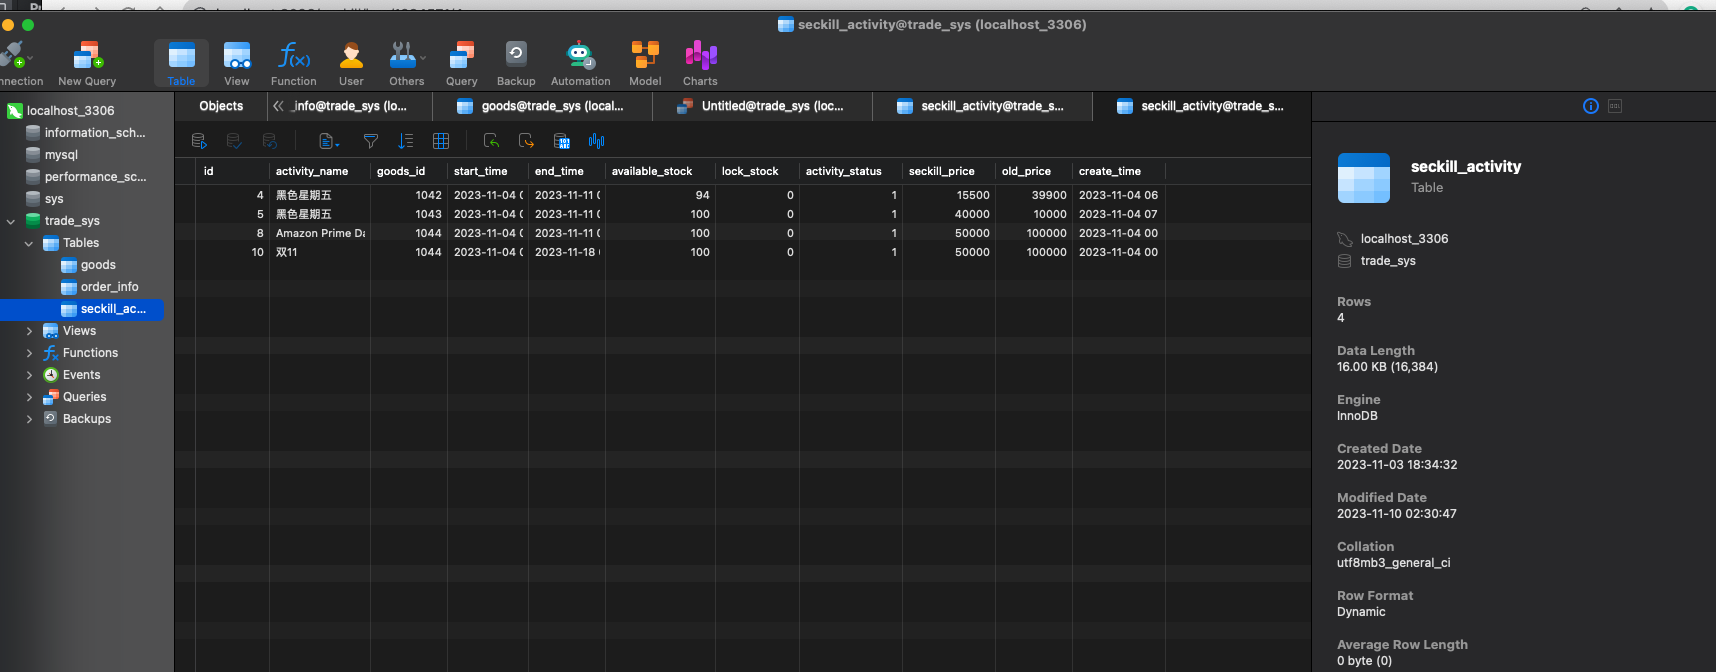 seckill_activity@trade_sys (localhost_3306)
nnection New Query Table View Function User Others Query Backup Automation Model Charts
localhost_3306
information_sch...
mysql
performance_sc...
sys
trade_sys
Tables
goods
order_info
seckill_ac...
Views
Functions
Events
Queries
Backups
Objects _info@trade_sys (lo... goods@trade_sys (local... Untitled@trade_sys (loc... seckill_activity@trade_s... seckill_activity@trade_s...
id activity_name goods_id start_time end_time available_stock lock_stock activity_status seckill_price old_price create_time
4 黑色星期五 1042 2023-11-04 0 2023-11-11 0 94 0 1 15500 39900 2023-11-04 06
5 黑色星期五 1043 2023-11-04 0 2023-11-11 0 100 0 1 40000 10000 2023-11-04 07
8 Amazon Prime Da 1044 2023-11-04 0 2023-11-11 0 100 0 1 50000 100000 2023-11-04 00
10 双11 1044 2023-11-04 0 2023-11-18 100 0 1 50000 100000 2023-11-04 00
seckill_activity
Table
localhost_3306
trade_sys
Rows
4
Data Length
16.00 KB (16,384)
Engine
InnoDB
Created Date
2023-11-03 18:34:32
Modified Date
2023-11-10 02:30:47
Collation
utf8mb3_general_ci
Row Format
Dynamic
Average Row Length
0 byte (0)